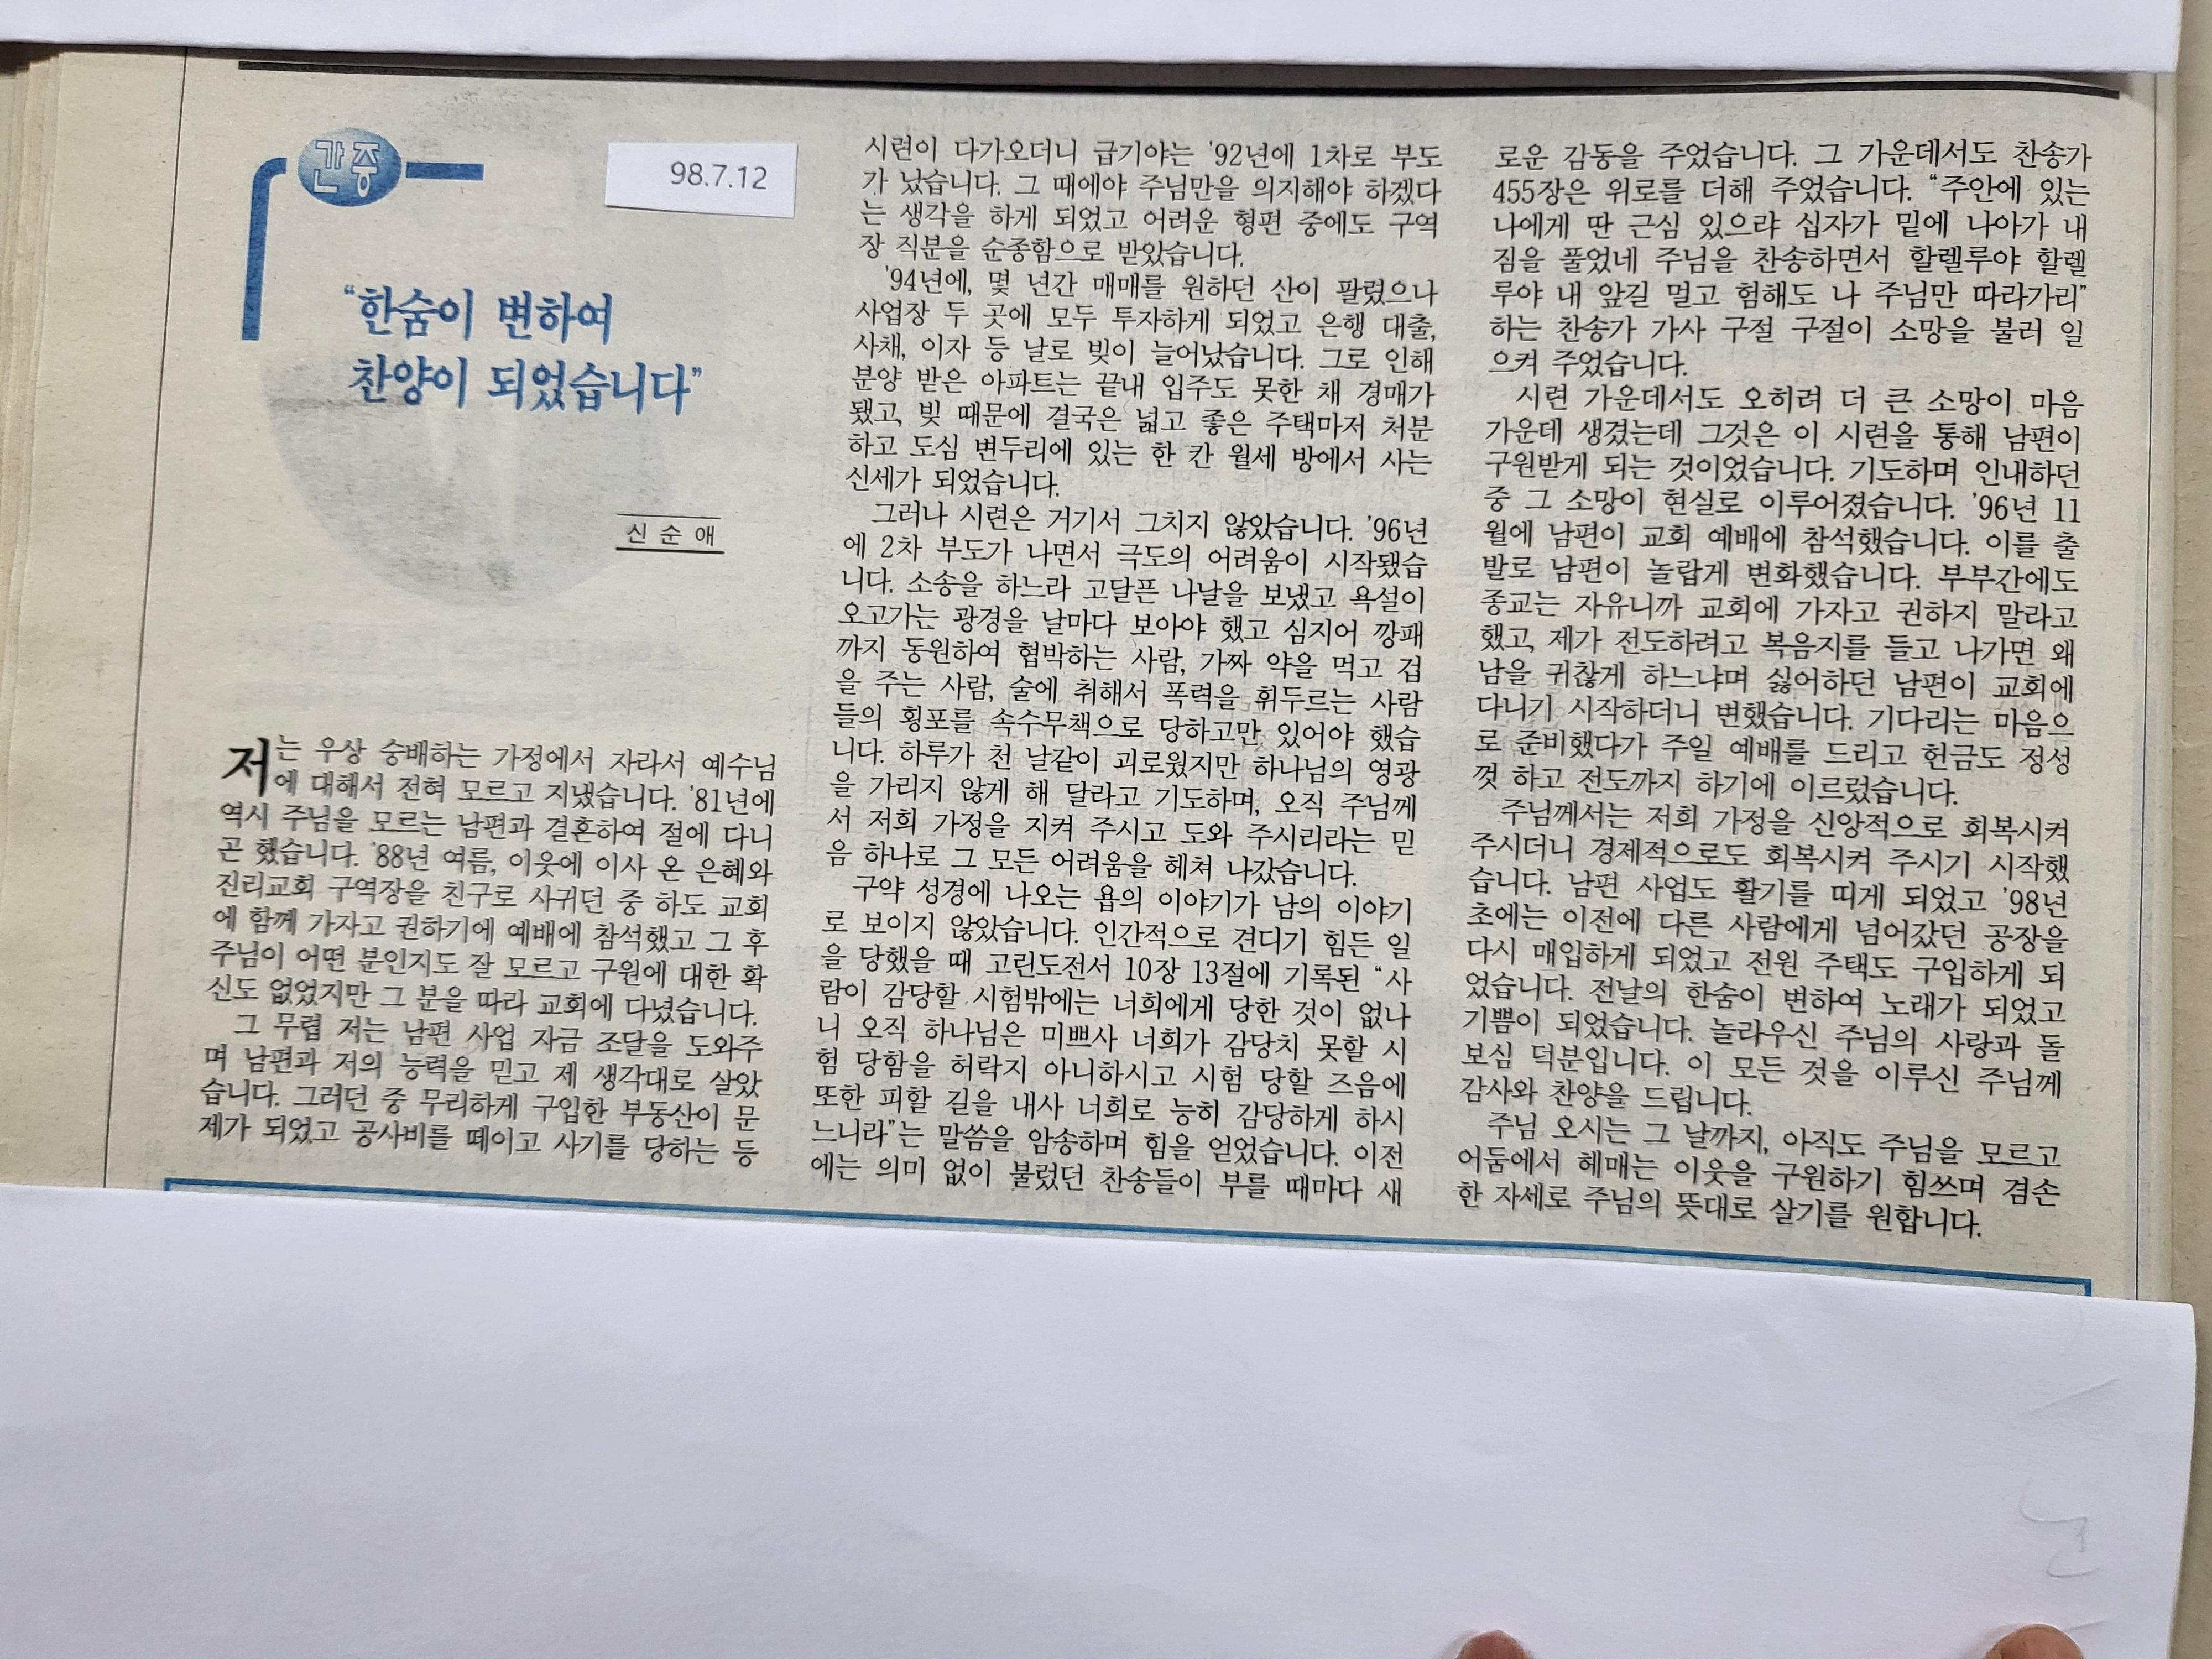 간증
98.7.12
“한숨이 변하여
찬양이 되었습니다”
신 순 애
저는 우상 숭배하는 가정에서 자라서 예수님
에 대해서 전혀 모르고 지냈습니다. '81년에
역시 주님을 모르는 남편과 결혼하여 절에 다니
곤 했습니다. '88년 여름, 이웃에 이사 온 은혜와
진리교회 구역장을 친구로 사귀던 중 하도 교회
에 함께 가자고 권하기에 예배에 참석했고 그 후
주님이 어떤 분인지도 잘 모르고 구원에 대한 확
신도 없었지만 그 분을 따라 교회에 다녔습니다.
그 무렵 저는 남편 사업 자금 조달을 도와주
며 남편과 저의 능력을 믿고 제 생각대로 살았
습니다. 그러던 중 무리하게 구입한 부동산이 문
제가 되었고 공사비를 떼이고 사기를 당하는 등
시련이 다가오더니 급기야는 '92년에 1차로 부도
가 났습니다. 그 때에야 주님만을 의지해야 하겠다
는 생각을 하게 되었고 어려운 형편 중에도 구역
장 직분을 순종함으로 받았습니다.
'94년에, 몇 년간 매매를 원하던 산이 팔렸으나
사업장 두 곳에 모두 투자하게 되었고 은행 대출,
사채, 이자 등 날로 빚이 늘어났습니다. 그로 인해
분양 받은 아파트는 끝내 입주도 못한 채 경매가
됐고, 빚 때문에 결국은 넓고 좋은 주택마저 처분
하고 도심 변두리에 있는 한 칸 월세 방에서 사는
신세가 되었습니다.
그러나 시련은 거기서 그치지 않았습니다. '96년
에 2차 부도가 나면서 극도의 어려움이 시작됐습
니다. 소송을 하느라 고달픈 나날을 보냈고 욕설이
오고가는 광경을 날마다 보아야 했고 심지어 깡패
까지 동원하여 협박하는 사람, 가짜 약을 먹고 겁
을 주는 사람, 술에 취해서 폭력을 휘두르는 사람
들의 횡포를 속수무책으로 당하고만 있어야 했습
니다. 하루가 천 날같이 괴로웠지만 하나님의 영광
을 가리지 않게 해 달라고 기도하며, 오직 주님께
서 저희 가정을 지켜 주시고 도와 주시리라는 믿
음 하나로 그 모든 어려움을 헤쳐 나갔습니다.
구약 성경에 나오는 욥의 이야기가 남의 이야기
로 보이지 않았습니다. 인간적으로 견디기 힘든 일
을 당했을 때 고린도전서 10장 13절에 기록된 “사
람이 감당할 시험밖에는 너희에게 당한 것이 없나
니 오직 하나님은 미쁘사 너희가 감당치 못할 시
험 당함을 허락지 아니하시고 시험 당할 즈음에
또한 피할 길을 내사 너희로 능히 감당하게 하시
느니라”는 말씀을 암송하며 힘을 얻었습니다. 이전
에는 의미 없이 불렀던 찬송들이 부를 때마다 새
로운 감동을 주었습니다. 그 가운데서도 찬송가
455장은 위로를 더해 주었습니다. “주안에 있는
나에게 딴 근심 있으랴 십자가 밑에 나아가 내
짐을 풀었네 주님을 찬송하면서 할렐루야 할렐
루야 내 앞길 멀고 험해도 나 주님만 따라가리”
하는 찬송가 가사 구절 구절이 소망을 불러 일
으켜 주었습니다.
시련 가운데서도 오히려 더 큰 소망이 마음
가운데 생겼는데 그것은 이 시련을 통해 남편이
구원받게 되는 것이었습니다. 기도하며 인내하던
중 그 소망이 현실로 이루어졌습니다. '96년 11
월에 남편이 교회 예배에 참석했습니다. 이를 출
발로 남편이 놀랍게 변화했습니다. 부부간에도
종교는 자유니까 교회에 가자고 권하지 말라고
했고, 제가 전도하려고 복음지를 들고 나가면 왜
남을 귀찮게 하느냐며 싫어하던 남편이 교회에
다니기 시작하더니 변했습니다. 기다리는 마음으
로 준비했다가 주일 예배를 드리고 헌금도 정성
껏 하고 전도까지 하기에 이르렀습니다.
주님께서는 저희 가정을 신앙적으로 회복시켜
주시더니 경제적으로도 회복시켜 주시기 시작했
습니다. 남편 사업도 활기를 띠게 되었고 '98년
초에는 이전에 다른 사람에게 넘어갔던 공장을
다시 매입하게 되었고 전원 주택도 구입하게 되
었습니다. 전날의 한숨이 변하여 노래가 되었고
기쁨이 되었습니다. 놀라우신 주님의 사랑과 돌
보심 덕분입니다. 이 모든 것을 이루신 주님께
감사와 찬양을 드립니다.
주님 오시는 그 날까지, 아직도 주님을 모르고
어둠에서 헤매는 이웃을 구원하기 힘쓰며 겸손
한 자세로 주님의 뜻대로 살기를 원합니다.